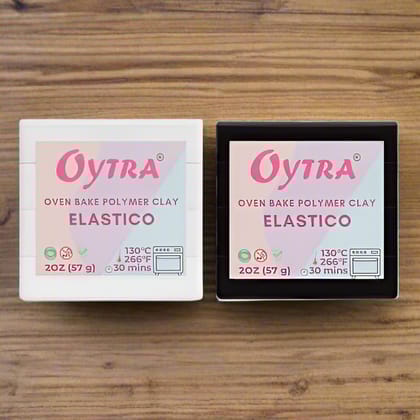 OYTRA®
OVEN BAKE POLYMER CLAY
ELASTICO
130°C
266°F
2OZ (57 g)
30 mins
OYTRA®
OVEN BAKE POLYMER CLAY
ELASTICO
130°C
266°F
2OZ (57 g)
30 mins